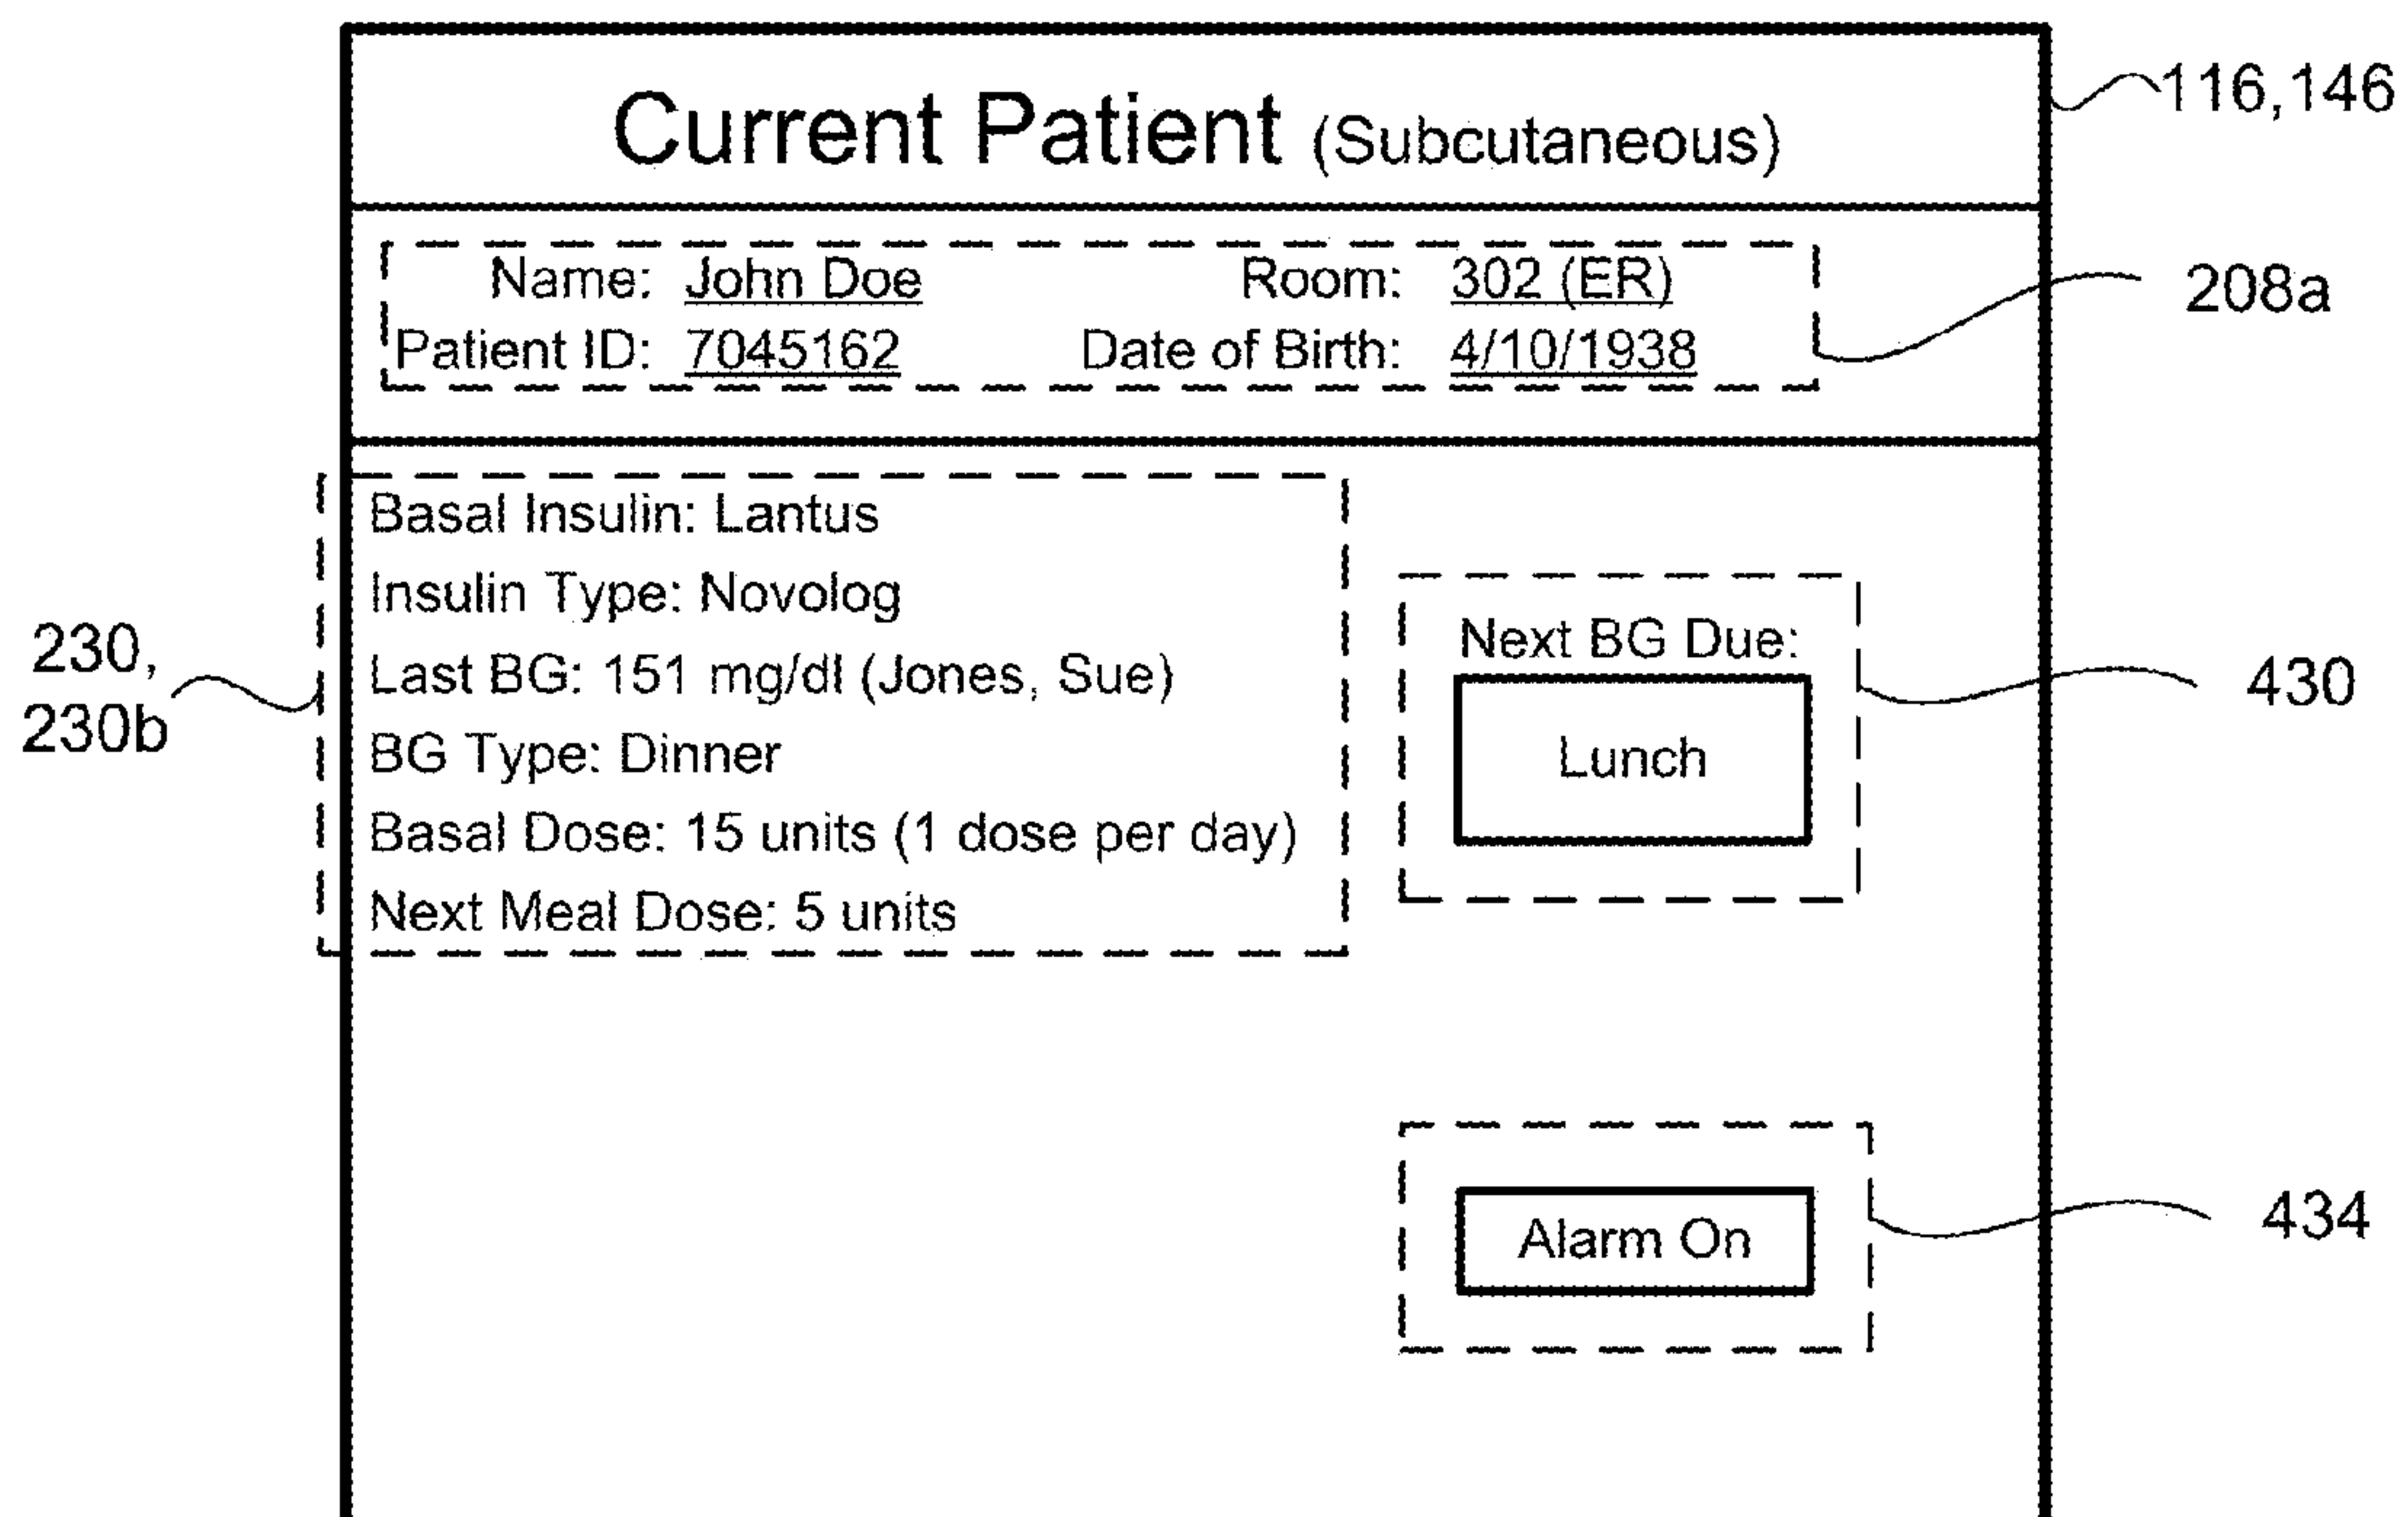 Current Patient (Subcutaneous)
116,146
Name: John Doe Room: 302 (ER)
Patient ID: 7045162 Date of Birth: 4/10/1938
208a
Basal Insulin: Lantus
Insulin Type: Novolog
Last BG: 151 mg/dl (Jones, Sue)
BG Type: Dinner
Basal Dose: 15 units (1 dose per day)
Next Meal Dose: 5 units
230,
230b
Next BG Due:
Lunch
430
Alarm On
434